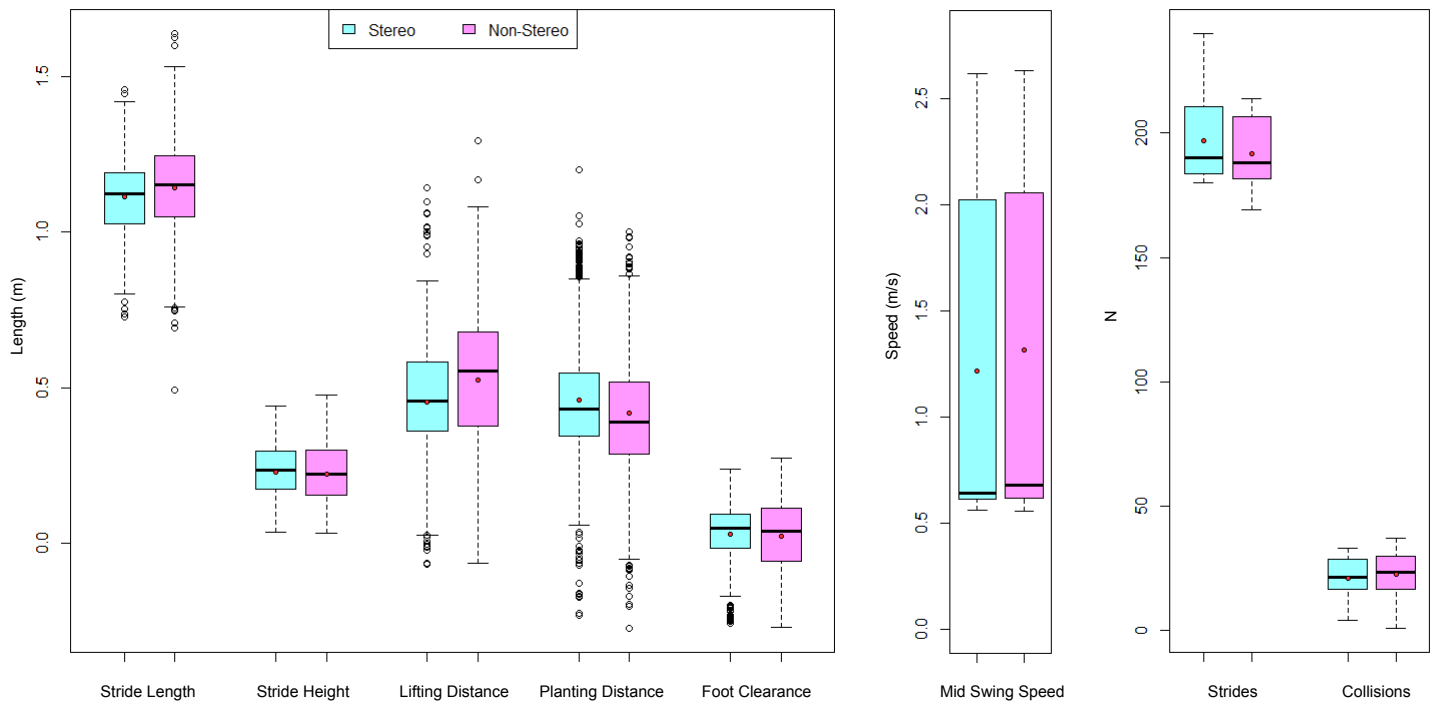 Stereo Non-Stereo
Length (m)
0.0 0.5 1.0 1.5
Stride Length Stride Height Lifting Distance Planting Distance Foot Clearance
Speed (m/s)
0.0 0.5 1.0 1.5 2.0 2.5
Mid Swing Speed
N
0 50 100 150 200
Strides Collisions